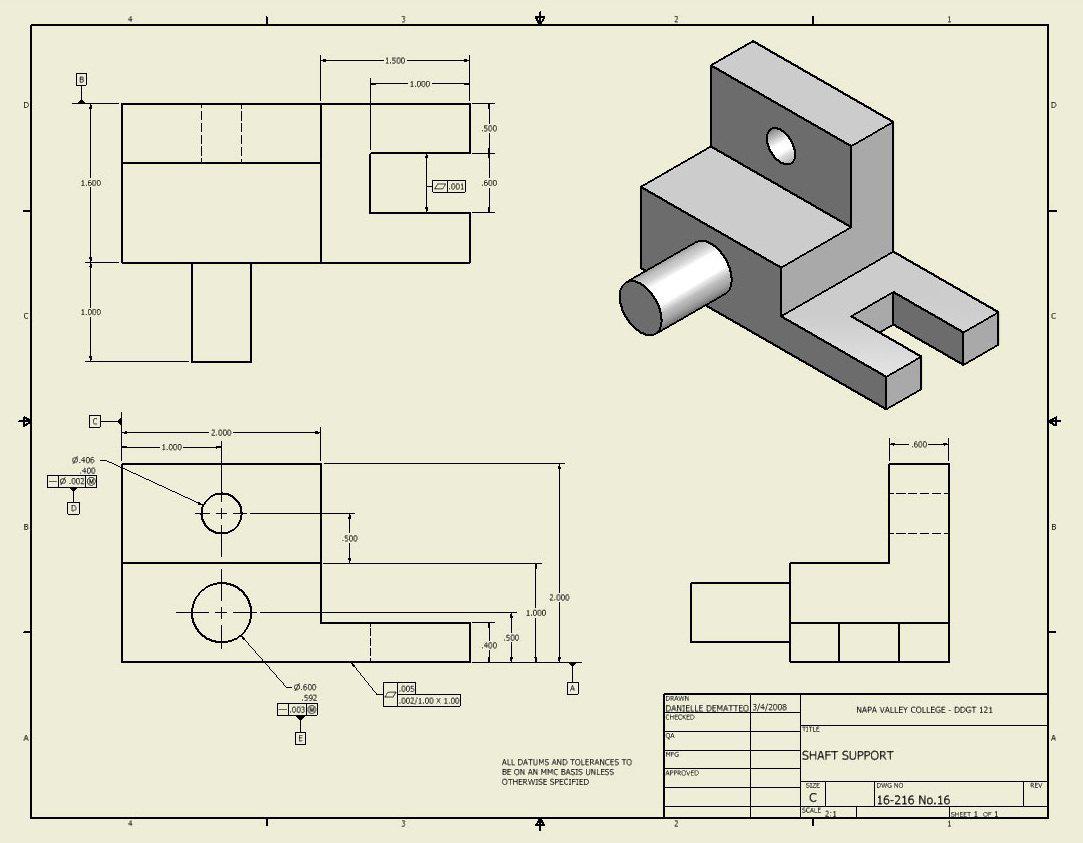 4 3 2 1
D
B
1.500
1.000
D
.500
1.600
.001
.600
C
1.000
C
C
2.000
1.000
Ø.406
.400
Ø .002 Ⓜ
D
.600
B
.500
B
2.000
1.000
.500
.400
A
.005
.002/1.00 X 1.00
Ø.600
.592
.003 Ⓜ
E
A
A
ALL DATUMS AND TOLERANCES TO
BE ON AN MMC BASIS UNLESS
OTHERWISE SPECIFIED
DRAWN
DANIELLE DEMATTEO 3/4/2008
CHECKED
QA
MFG
APPROVED
NAPA VALLEY COLLEGE - DDGT 121
TITLE
SHAFT SUPPORT
SIZE
C
DWG NO
16-216 No.16
REV
SCALE 2:1
SHEET 1 OF 1
4 3 2 1